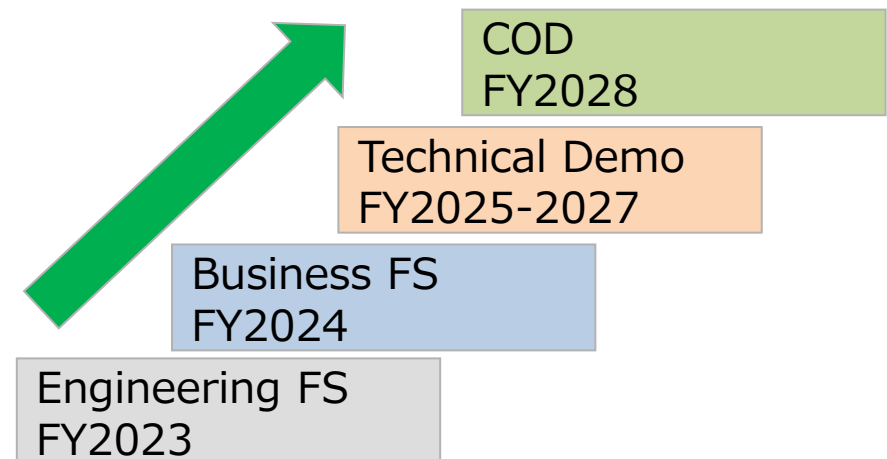 COD
FY2028
Technical Demo
FY2025-2027
Business FS
FY2024
Engineering FS
FY2023